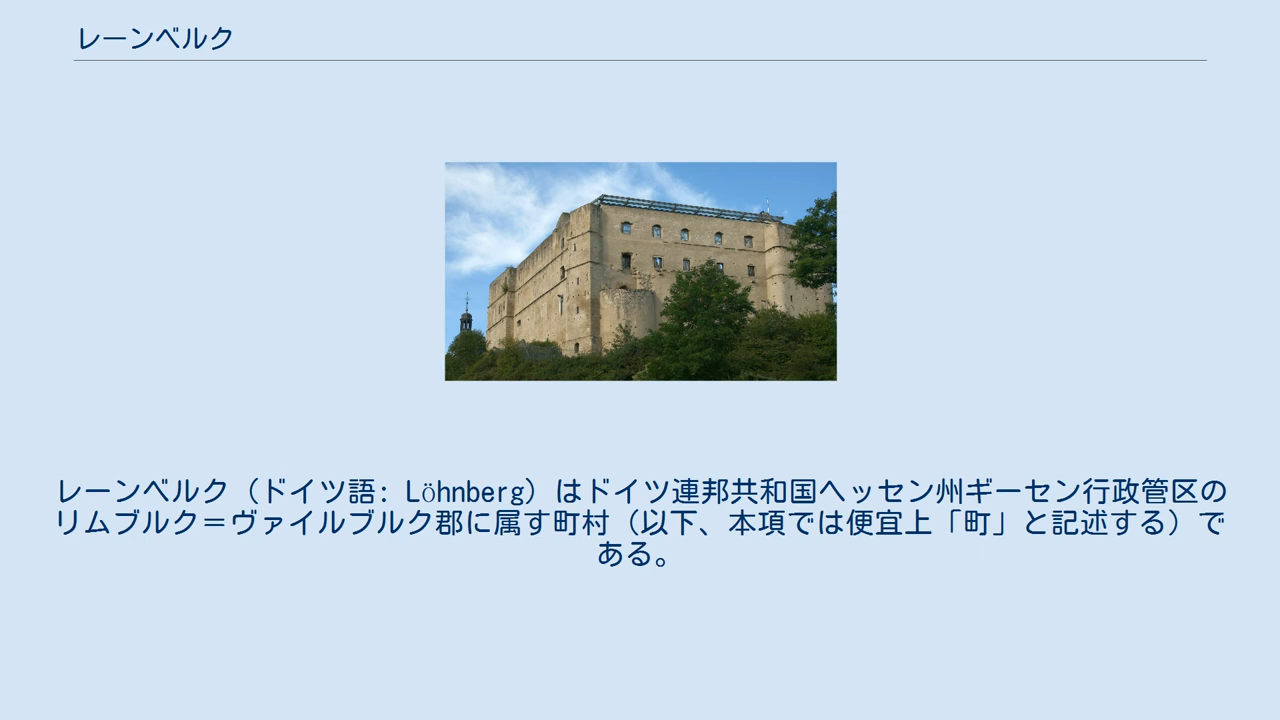 レーンベルク
レーンベルク（ドイツ語: Löhnberg）はドイツ連邦共和国ヘッセン州ギーセン行政管区の
リムブルク＝ヴァイルブルク郡に属す町村（以下、本項では便宜上「町」と記述する）で
ある。